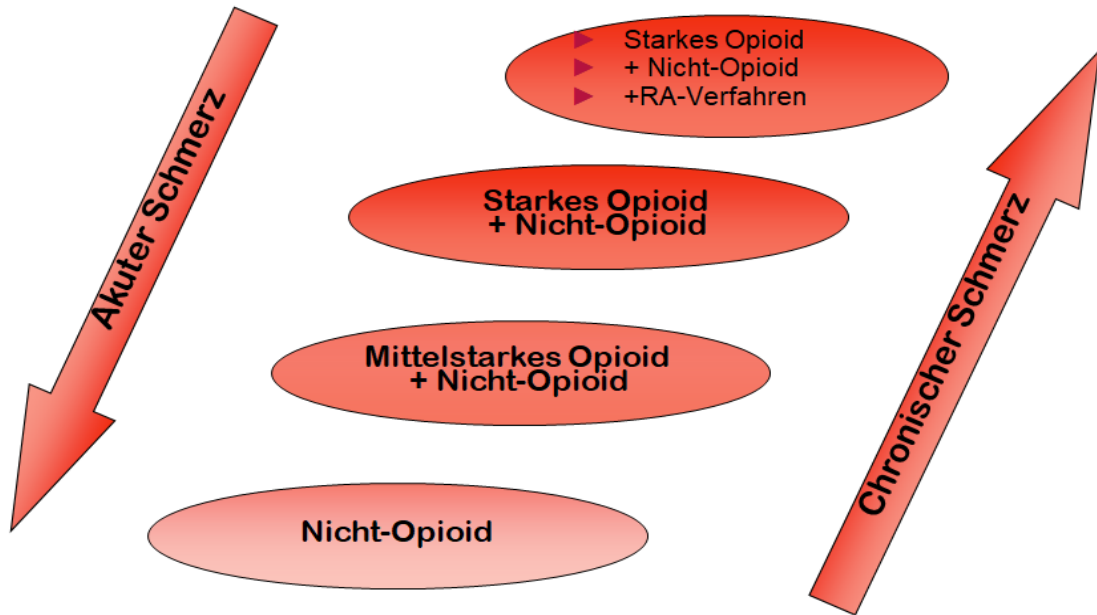 Starkes Opioid
+ Nicht-Opioid
+RA-Verfahren
Akuter Schmerz
Starkes Opioid
+ Nicht-Opioid
Chronischer Schmerz
Mittelstarkes Opioid
+ Nicht-Opioid
Nicht-Opioid